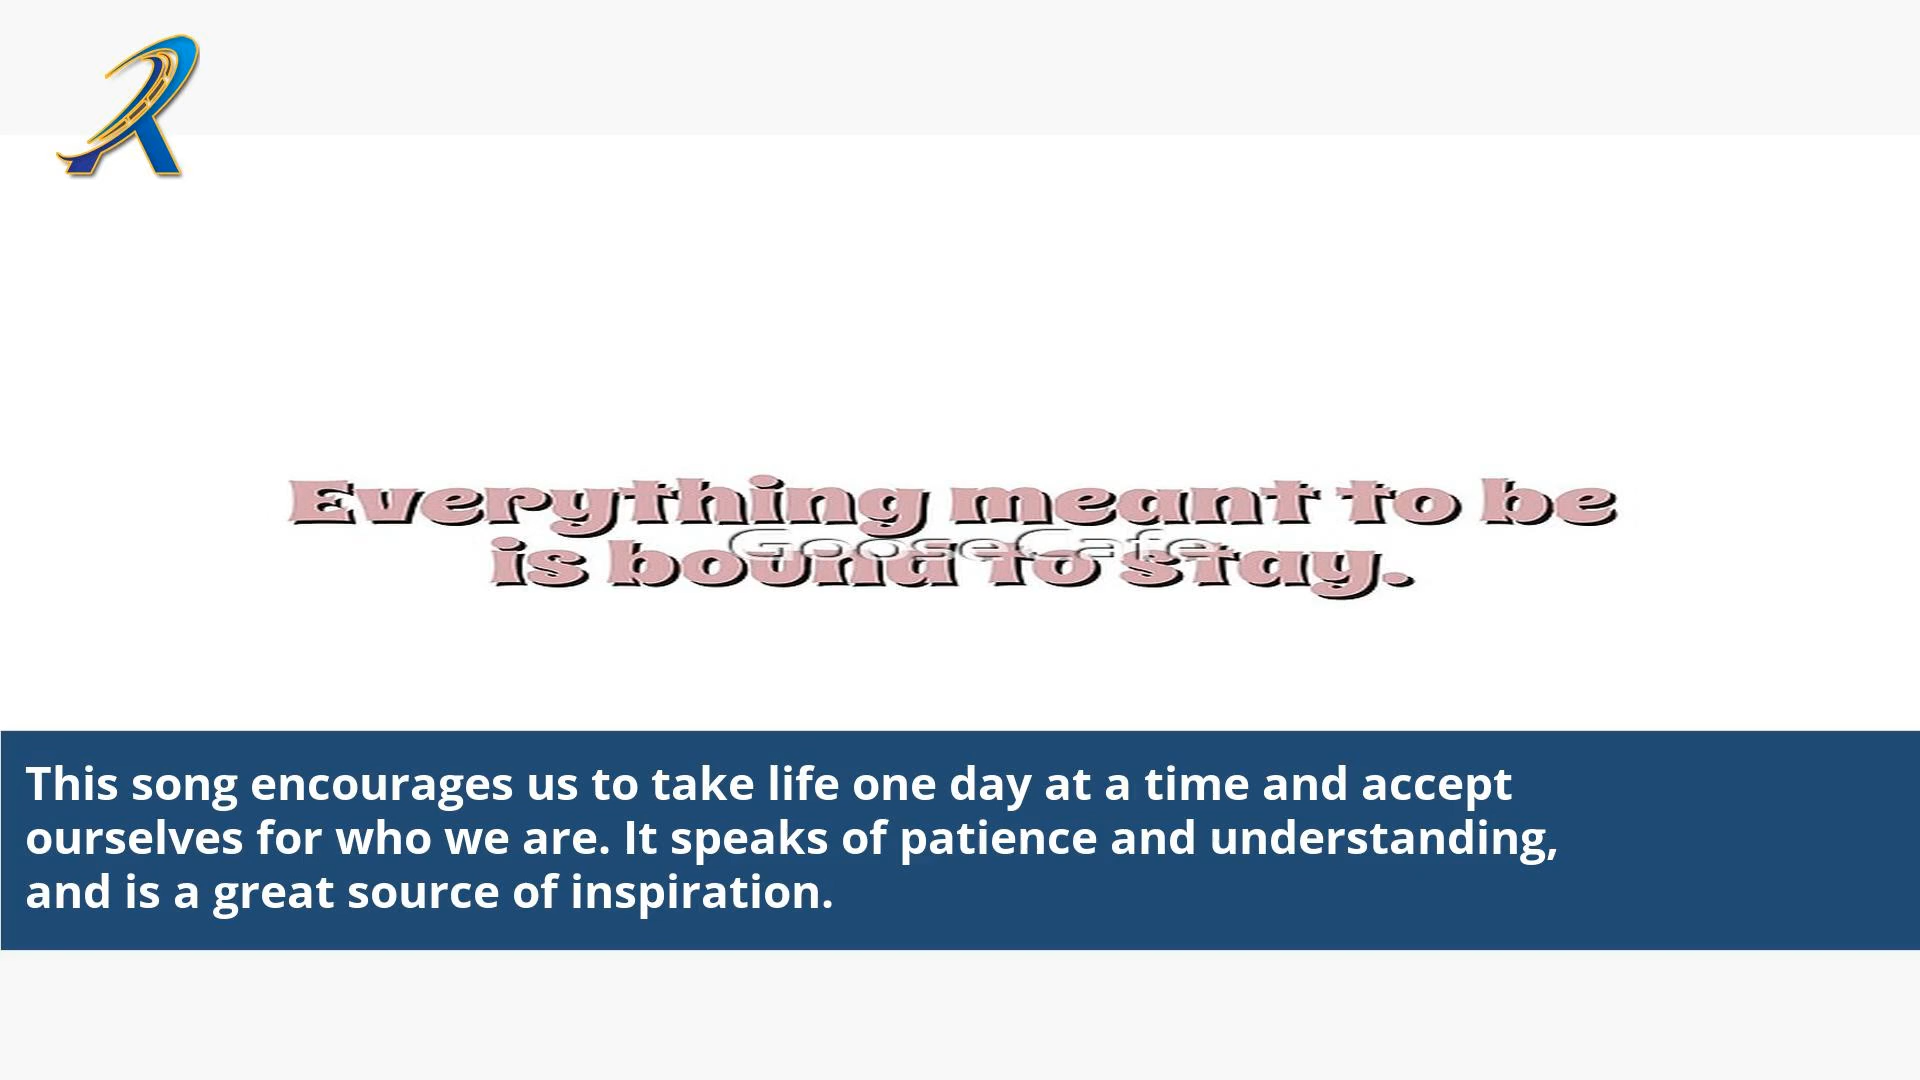 Everything meant to be
GooseCafe
is bound to stay.
This song encourages us to take life one day at a time and accept
ourselves for who we are. It speaks of patience and understanding,
and is a great source of inspiration.